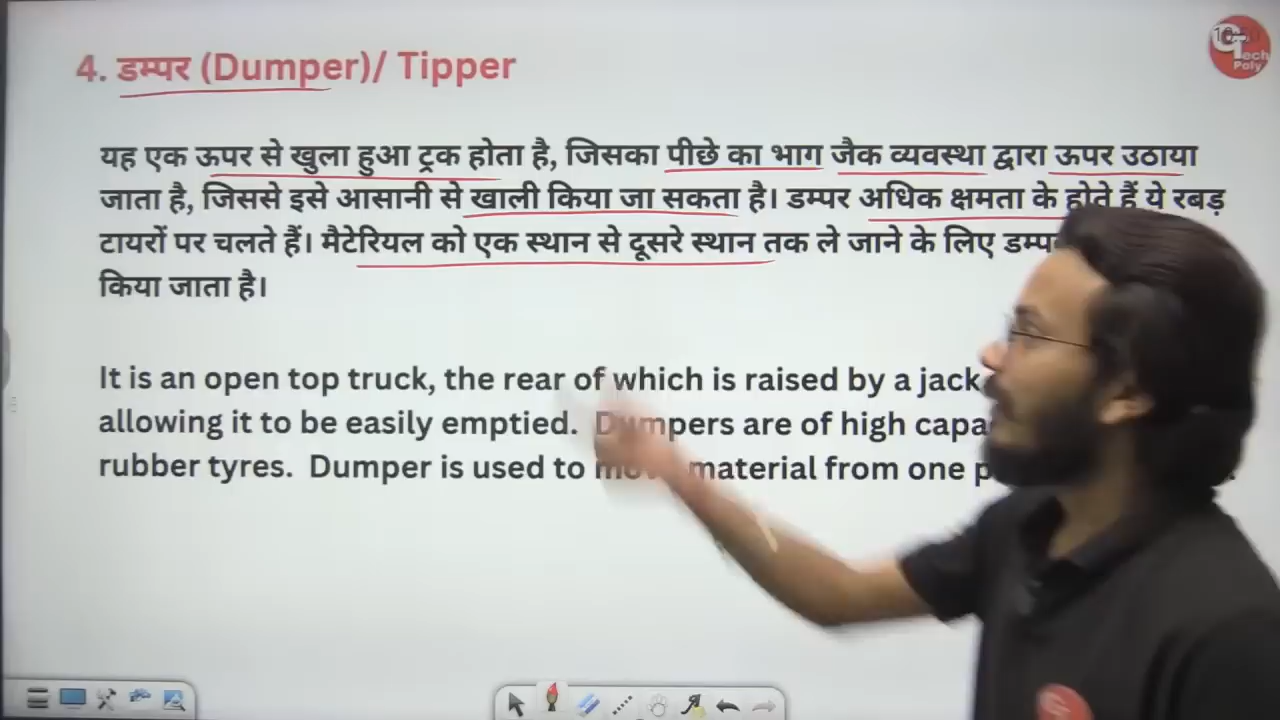 4. डम्पर (Dumper)/ Tipper
Tech
Poly
यह एक ऊपर से खुला हुआ ट्रक होता है, जिसका पीछे का भाग जैक व्यवस्था द्वारा ऊपर उठाया
जाता है, जिससे इसे आसानी से खाली किया जा सकता है। डम्पर अधिक क्षमता के होते हैं ये रबड़
टायरों पर चलते हैं। मैटेरियल को एक स्थान से दूसरे स्थान तक ले जाने के लिए
किया जाता है।
It is an open top truck, the rear of which is raised by a jack
allowing it to be easily emptied. Dumpers are of high
rubber tyres. Dumper is used to material from one